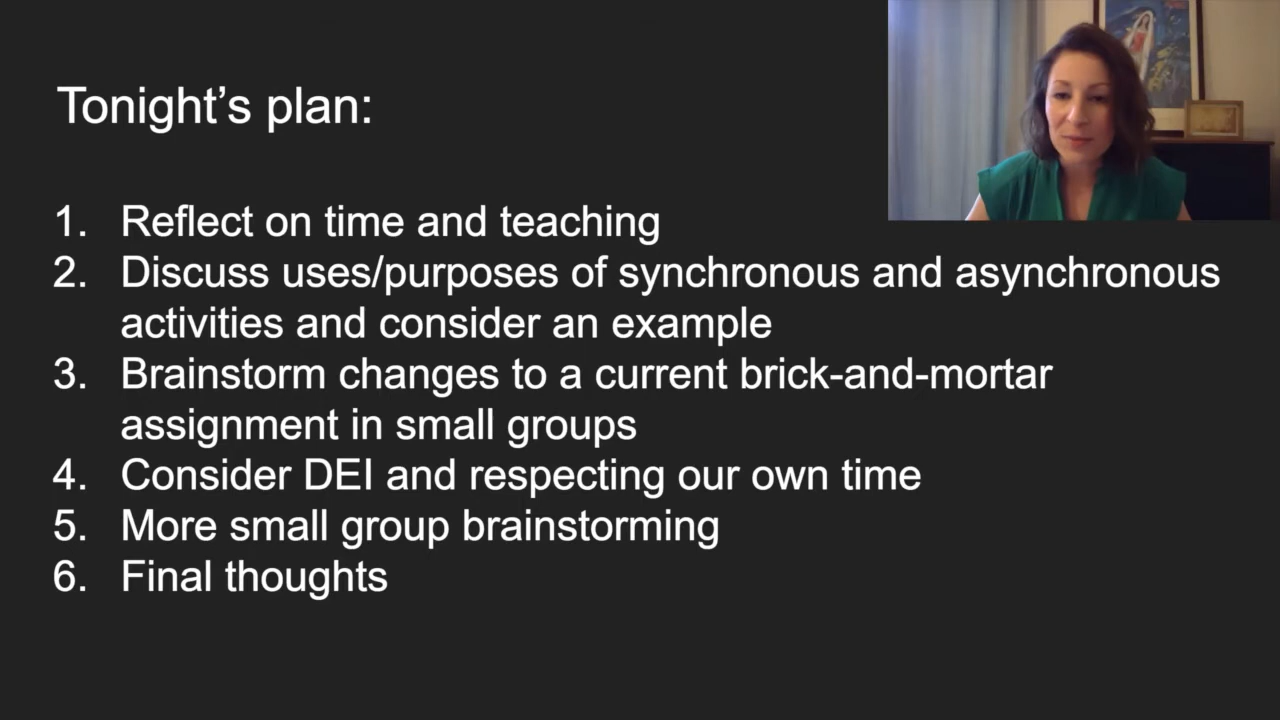 Tonight’s plan:
1. Reflect on time and teaching
2. Discuss uses/purposes of synchronous and asynchronous
activities and consider an example
3. Brainstorm changes to a current brick-and-mortar
assignment in small groups
4. Consider DEI and respecting our own time
5. More small group brainstorming
6. Final thoughts